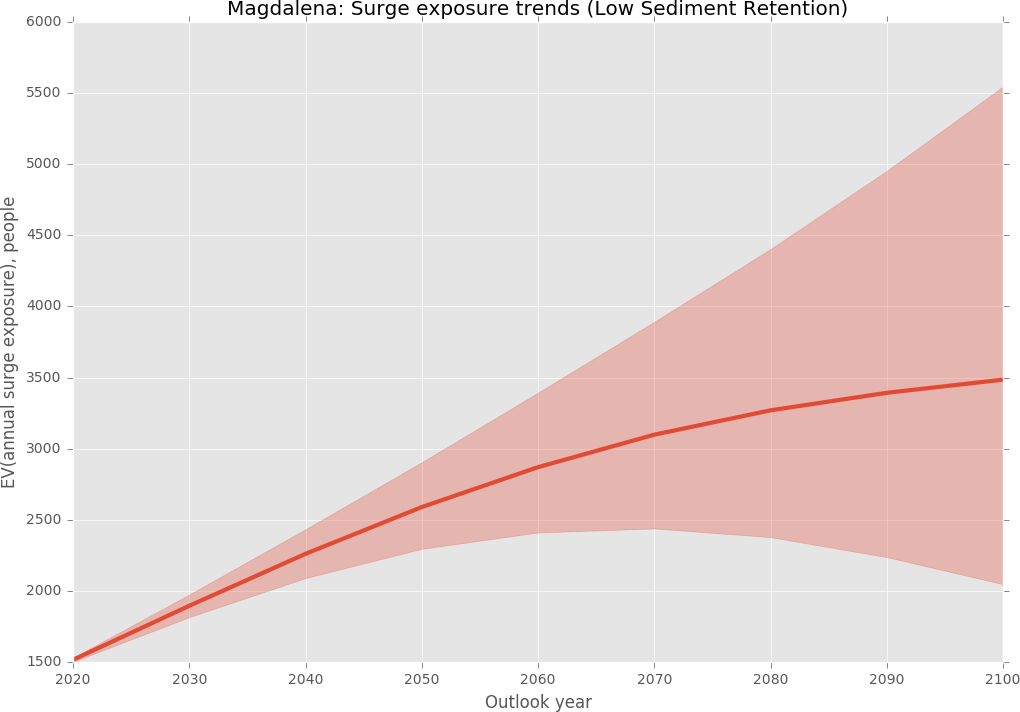 Magdalena: Surge exposure trends (Low Sediment Retention)
EV(annual surge exposure), people
6000
5500
5000
4500
4000
3500
3000
2500
2000
1500
2020 2030 2040 2050 2060 2070 2080 2090 2100
Outlook year